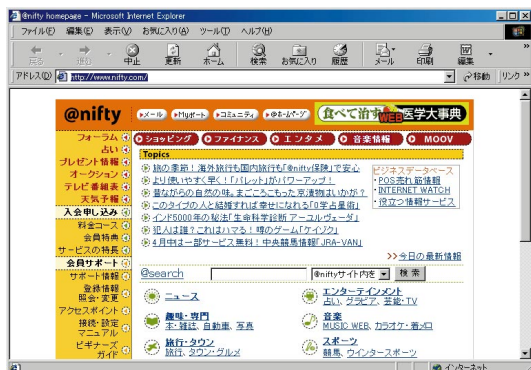 @nifty homepage - Microsoft Internet Explorer
ファイル(F) 編集(E) 表示(V) お気に入り(A) ツール(T) ヘルプ(H)
戻る 進む 中止 更新 ホーム 検索 お気に入り 履歴 メール 印刷 編集
アドレス(D) http://www.nifty.com/ 移動 リンク »
@nifty メール Myポート コミュニティ @ホームページ 食べて治す WEB 医学大事典
ショッピング ファイナンス エンタメ 音楽情報 MOOV
フォーラム
占い
プレゼント情報
オークション
テレビ番組表
天気予報
入会申し込み
料金コース
会員特典
サービスの特長
会員サポート
サポート情報
登録情報
照会・変更
アクセスポイント
接続・設定
マニュアル
ビギナーズ
ガイド
Topics
旅の季節！海外旅行も国内旅行も「@nifty保険」で安心
より使いやすく早く！「パレット」がパワーアップ！
昔ながらの自然の味。まごころこもった京漬物はいかが？
このタイプの人と結婚すれば幸せになれる「0学占星術」
インド5000年の秘法「生命科学診断 アーユルヴェーダ」
犯人は誰？これはハマる！噂のゲーム「ケイジク」
4月中は一部サービス無料！中央競馬情報「JRA-VAN」
ビジネスデータベース
・POS売れ筋情報
・INTERNET WATCH
・役立つ情報サービス
>>今日の最新情報
@search @niftyサイト内を 検 索
ニュース
エンターテインメント
占い、グラビア、芸能・TV
趣味・専門
本・雑誌、自動車、写真
音楽
MUSIC WEB、カラオケ・着メロ
旅行・タウン
旅行、タウン・グルメ
スポーツ
競馬、ウインタースポーツ
インターネット